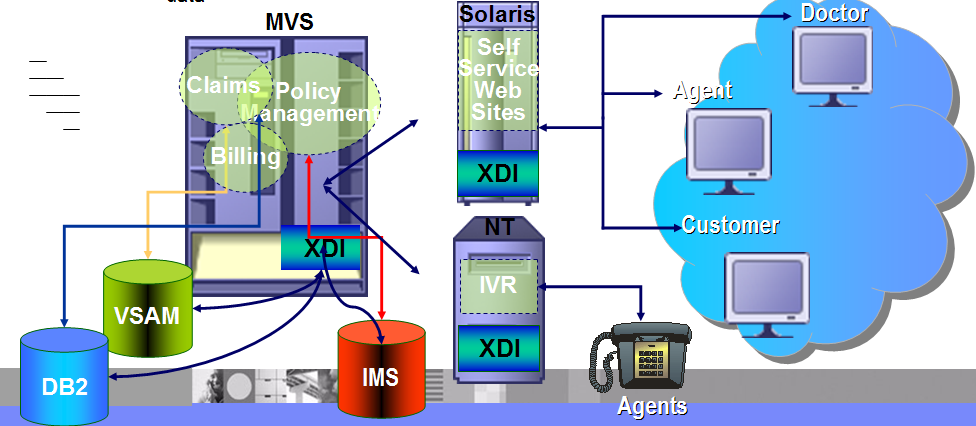 data
MVS
Claims
Policy
Management
Billing
XDI
VSAM
DB2
IMS
Solaris
Self
Service
Web
Sites
XDI
NT
IVR
XDI
Doctor
Agent
Customer
Agents